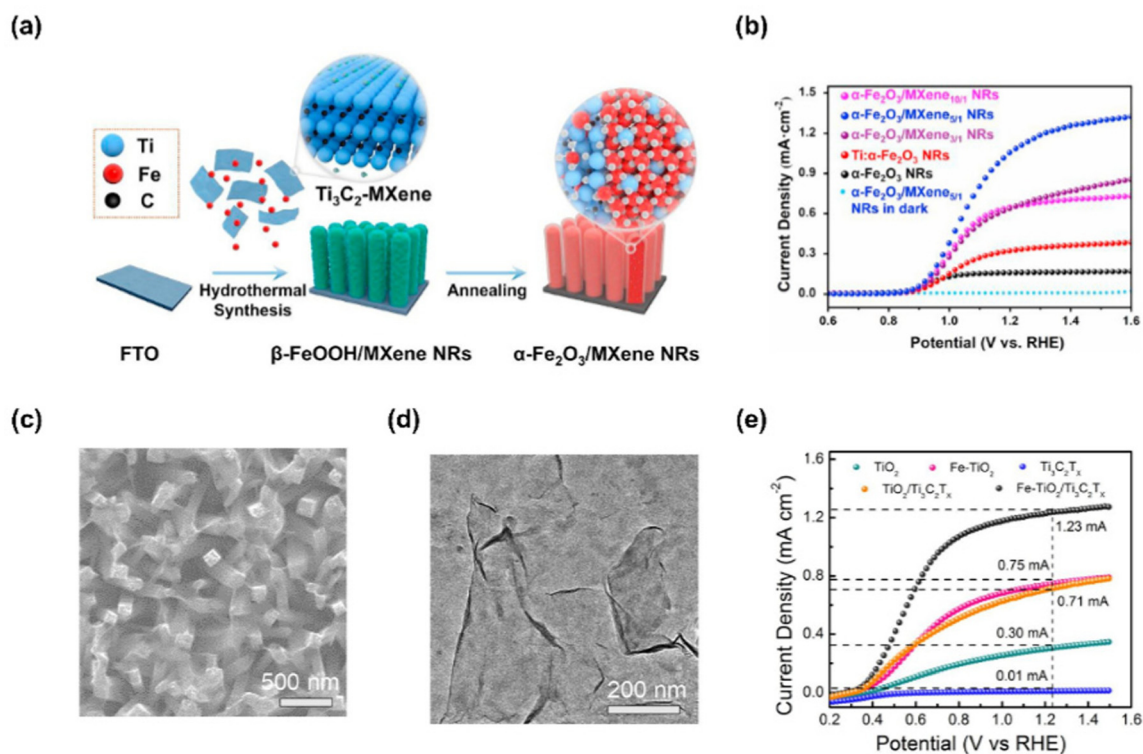 (a)
Ti
Fe
C
Ti₃C₂-MXene
Hydrothermal
Synthesis
Annealing
FTO
β-FeOOH/MXene NRs
α-Fe₂O₃/MXene NRs
(b)
Current Density (mA·cm⁻²)
1.5
1.2
0.9
0.6
0.3
0.0
α-Fe₂O₃/MXene₁₀/₁ NRs
α-Fe₂O₃/MXene₅/₁ NRs
α-Fe₂O₃/MXene₃/₁ NRs
Ti:α-Fe₂O₃ NRs
α-Fe₂O₃ NRs
α-Fe₂O₃/MXene₅/₁
NRs in dark
0.6 0.8 1.0 1.2 1.4 1.6
Potential (V vs. RHE)
(c)
500 nm
(d)
200 nm
(e)
Current Density (mA cm⁻²)
1.6
1.2
0.8
0.4
0.0
TiO₂ Fe-TiO₂ Ti₃C₂Tₓ
TiO₂/Ti₃C₂Tₓ Fe-TiO₂/Ti₃C₂Tₓ
1.23 mA
0.75 mA
0.71 mA
0.30 mA
0.01 mA
0.2 0.4 0.6 0.8 1.0 1.2 1.4 1.6
Potential (V vs RHE)